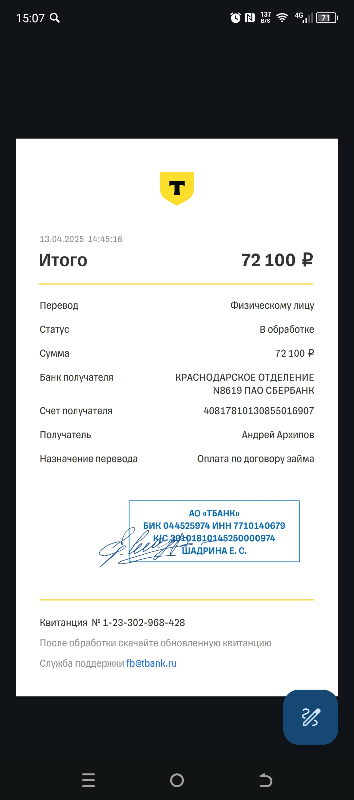 15:07
137 B/S 4G 71
Т
13.04.2025 14:45:16
Итого 72 100 ₽
Перевод Физическому лицу
Статус В обработке
Сумма 72 100 ₽
Банк получателя КРАСНОДАРСКОЕ ОТДЕЛЕНИЕ
N8619 ПАО СБЕРБАНК
Счет получателя 40817810130855016907
Получатель Андрей Архипов
Назначение перевода Оплата по договору займа
АО «ТБАНК»
БИК 044525974 ИНН 7710140679
К/С 30101810145250000974
ШАДРИНА Е. С.
Квитанция № 1-23-302-968-428
После обработки скачайте обновленную квитанцию
Служба поддержки fb@tbank.ru